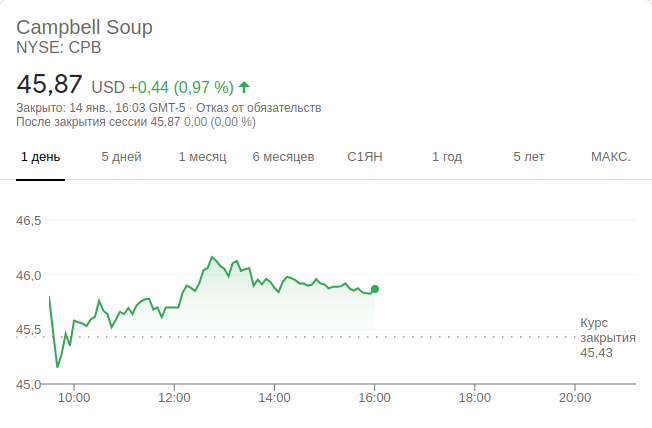 Campbell Soup
NYSE: CPB
45,87 USD +0,44 (0,97 %)
Закрыто: 14 янв., 16:03 GMT-5 · Отказ от обязательств
После закрытия сессии 45,87 0,00 (0,00 %)
1 день 5 дней 1 месяц 6 месяцев С1ЯН 1 год 5 лет МАКС.
46,5
46,0
45,5
Курс
закрытия
45,43
45,0
10:00 12:00 14:00 16:00 18:00 20:00